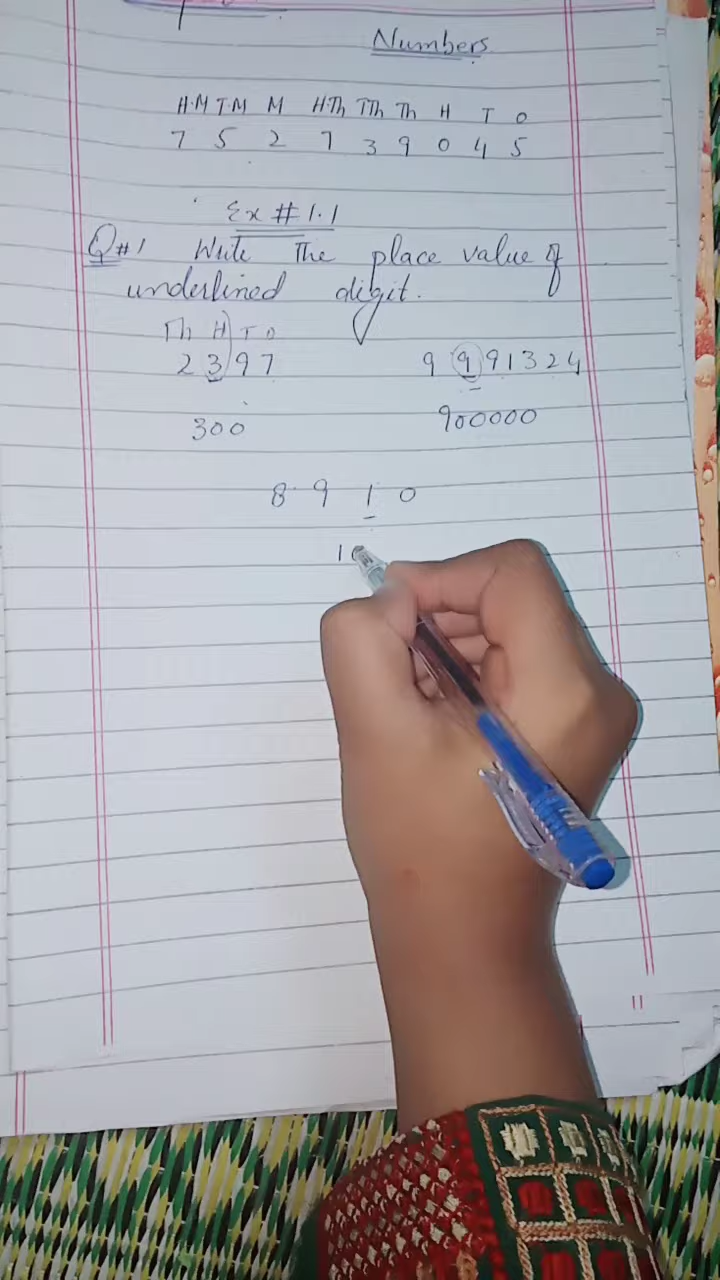 Numbers
H.M T.M M H.Th TTh Th H T O
7 5 2 7 3 9 0 4 5
Ex # 1.1
Q#1 Write The place value of
underlined digit.
Th H T O
2 3 9 7 9 9 9 1 3 2 4
300 900000
8 9 1 0
10